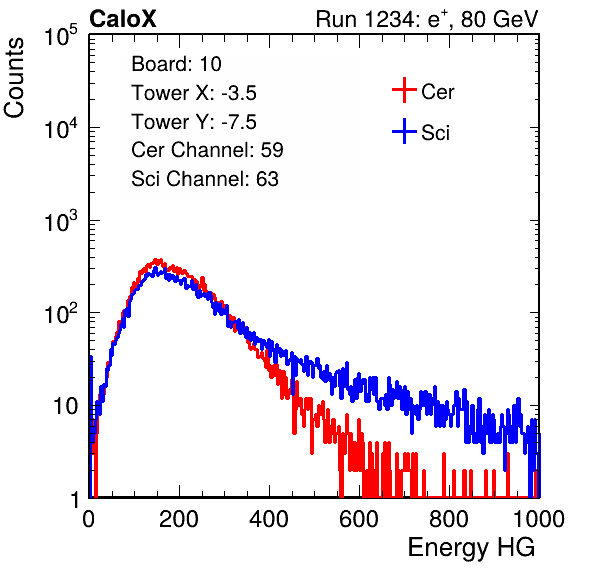 CaloX Run 1234: e⁺, 80 GeV
Counts
10⁵
10⁴
10³
10²
10
1
Board: 10
Tower X: -3.5
Tower Y: -7.5
Cer Channel: 59
Sci Channel: 63
Cer
Sci
0 200 400 600 800 1000
Energy HG